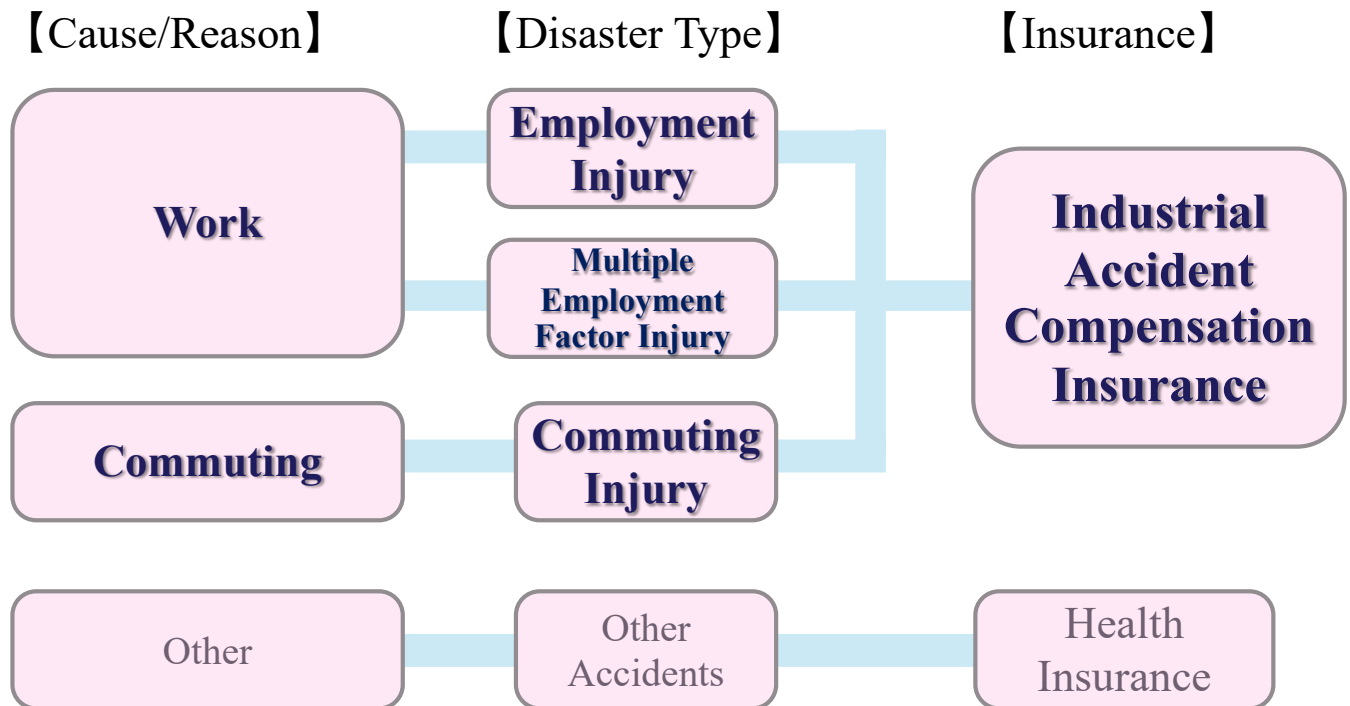 【Cause/Reason】
【Disaster Type】
【Insurance】
Work
Employment
Injury
Multiple
Employment
Factor Injury
Industrial
Accident
Compensation
Insurance
Commuting
Commuting
Injury
Other
Other
Accidents
Health
Insurance